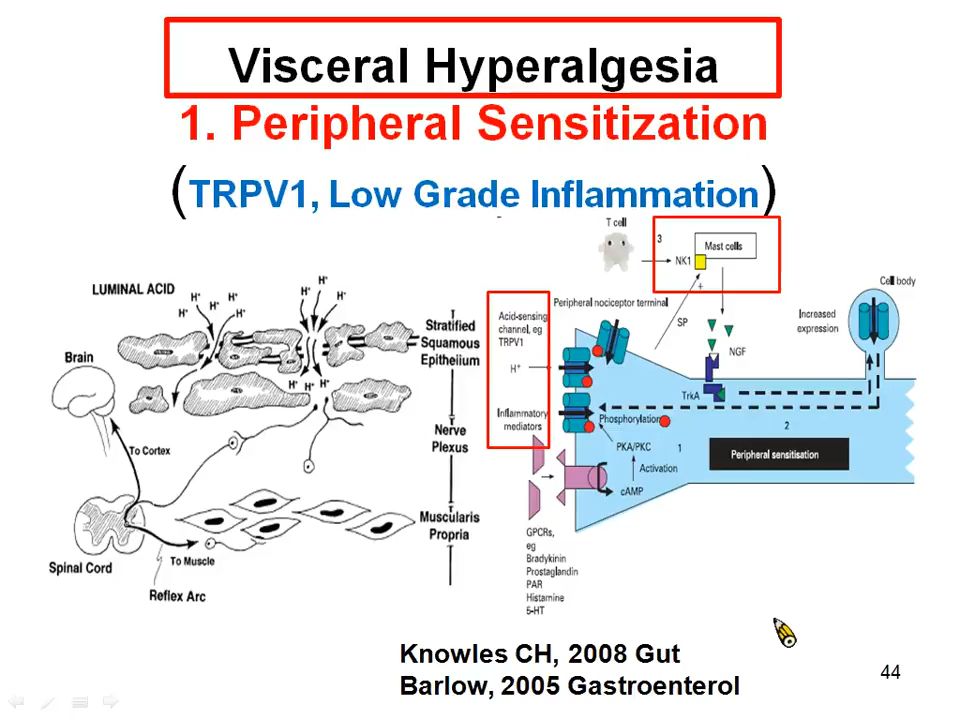 Visceral Hyperalgesia
1. Peripheral Sensitization
(TRPV1, Low Grade Inflammation)
LUMINAL ACID
H⁺
H⁺
H⁺
H⁺
H⁺
H⁺
H⁺
H⁺
H⁺
H⁺
Stratified
Squamous
Epithelium
Brain
To Cortex
Nerve
Plexus
Muscularis
Propria
Spinal Cord
To Muscle
Reflex Arc
T cell
3
NK1
Mast cells
+
Peripheral nociceptor terminal
SP
NGF
TrkA
Cell body
Increased
expression
Acid-sensing
channel, eg
TRPV1
H⁺
Inflammatory
mediators
Phosphorylation
PKA/PKC
1
Activation
cAMP
2
Peripheral sensitisation
GPCRs,
eg
Bradykinin
Prostaglandin
PAR
Histamine
5-HT
Knowles CH, 2008 Gut
Barlow, 2005 Gastroenterol
44